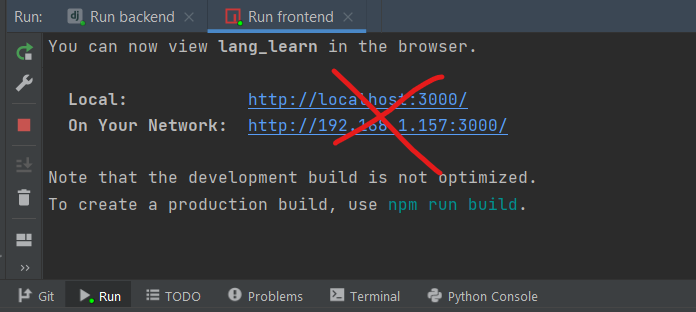 Run: Run backend Run frontend
You can now view lang_learn in the browser.
Local: http://localhost:3000/
On Your Network: http://192.168.1.157:3000/
Note that the development build is not optimized.
To create a production build, use npm run build.
Git Run TODO Problems Terminal Python Console